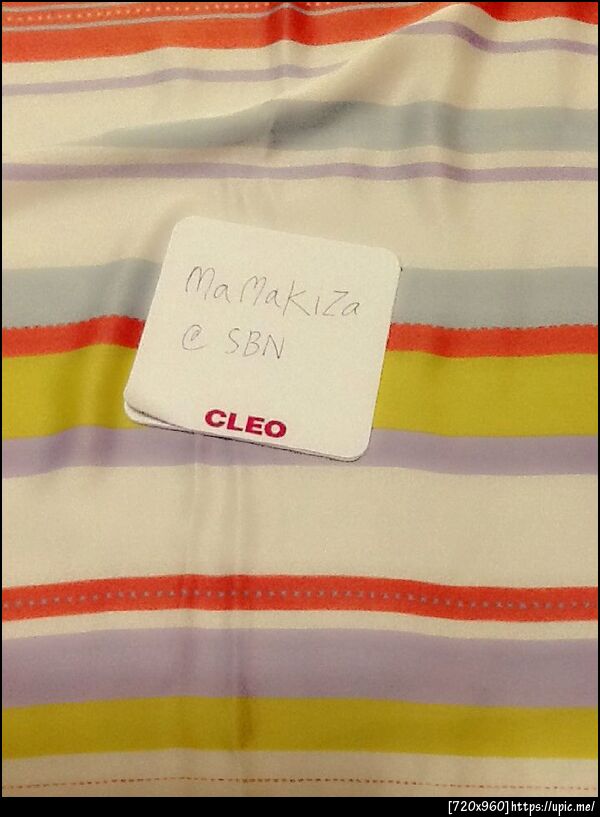 MaMaKiZa
@ SBN
CLEO
[720x960]https://upic.me/